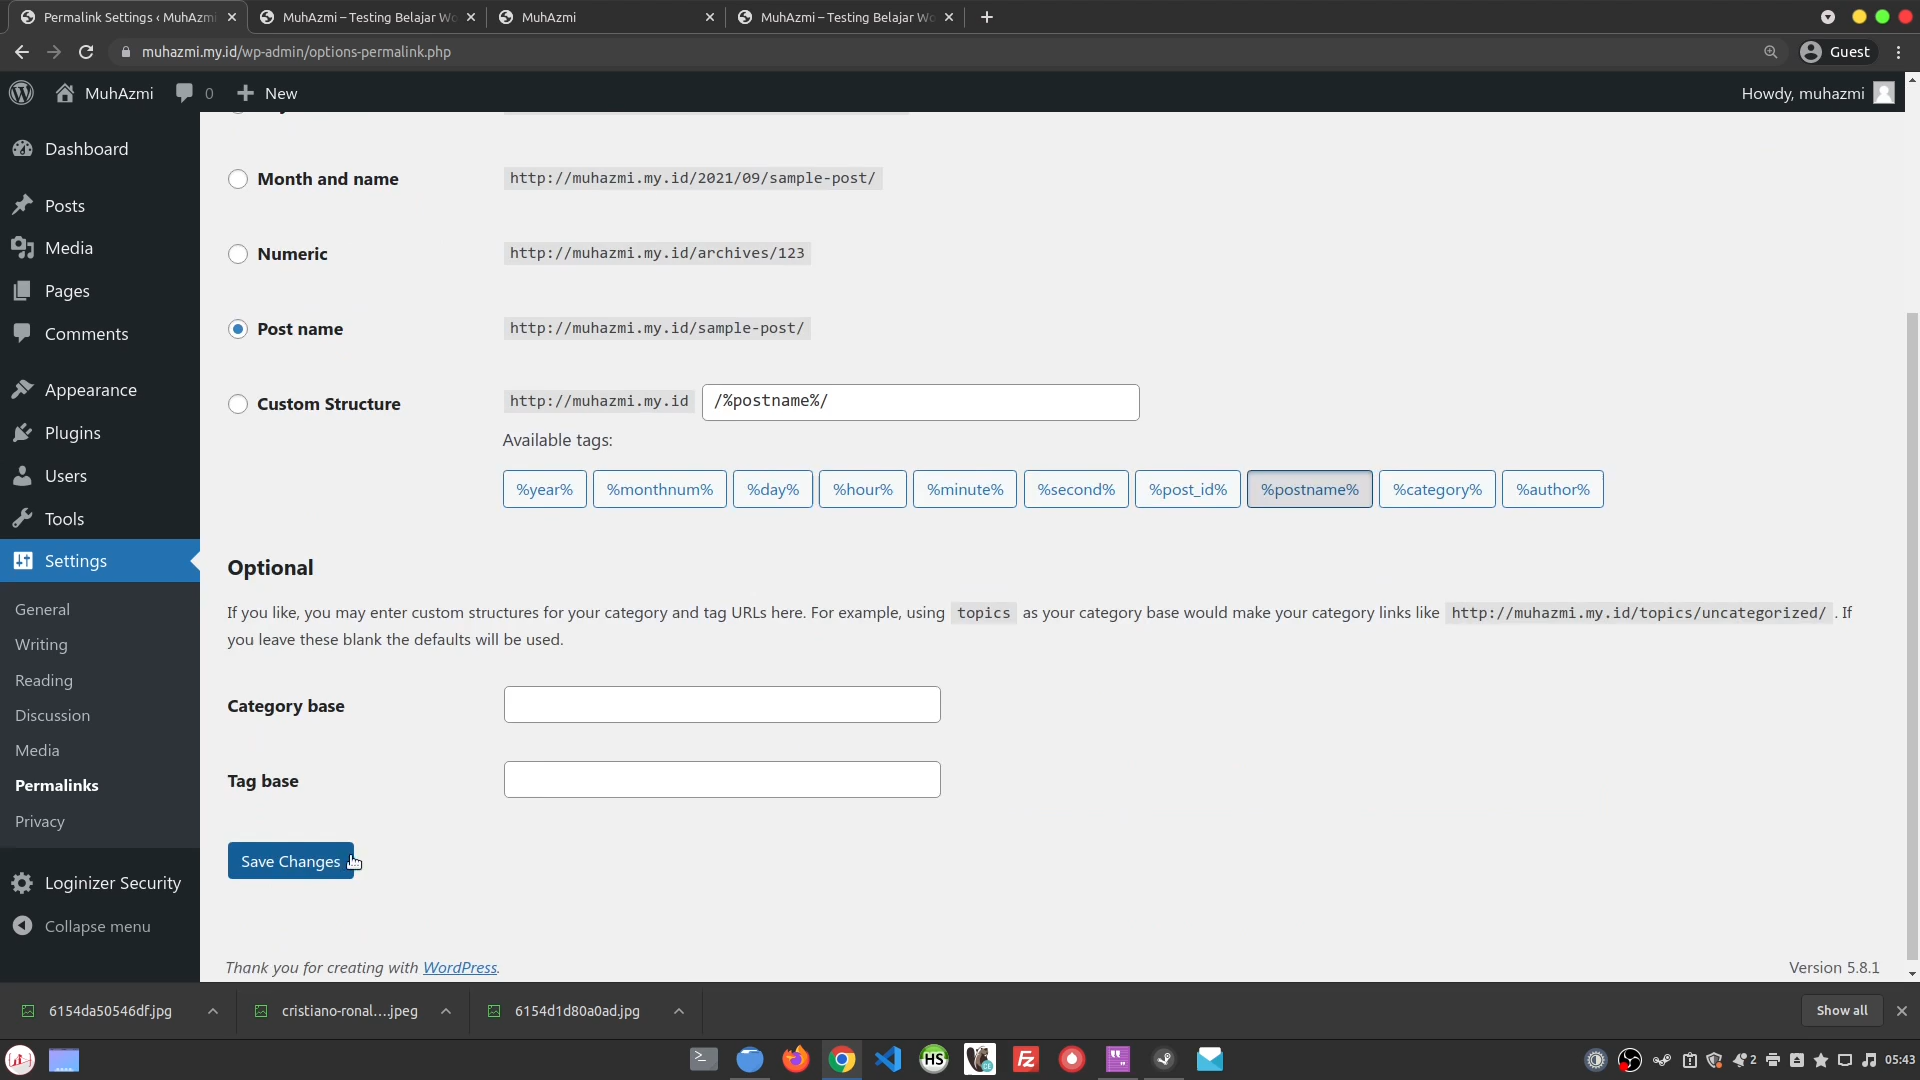 Permalink Settings ‹ MuhAzmi
MuhAzmi – Testing Belajar Wo
MuhAzmi
MuhAzmi – Testing Belajar Wo
muhazmi.my.id/wp-admin/options-permalink.php
Guest
MuhAzmi
0
New
Howdy, muhazmi
Dashboard
Posts
Media
Pages
Comments
Appearance
Plugins
Users
Tools
Settings
General
Writing
Reading
Discussion
Media
Permalinks
Privacy
Loginizer Security
Collapse menu
Month and name
http://muhazmi.my.id/2021/09/sample-post/
Numeric
http://muhazmi.my.id/archives/123
Post name
http://muhazmi.my.id/sample-post/
Custom Structure
http://muhazmi.my.id
/%postname%/
Available tags:
%year% %monthnum% %day% %hour% %minute% %second% %post_id% %postname% %category% %author%
Optional
If you like, you may enter custom structures for your category and tag URLs here. For example, using topics as your category base would make your category links like http://muhazmi.my.id/topics/uncategorized/ . If
you leave these blank the defaults will be used.
Category base
Tag base
Save Changes
Thank you for creating with WordPress.
Version 5.8.1
6154da50546df.jpg
cristiano-ronal....jpeg
6154d1d80a0ad.jpg
Show all
HS
2
05:43